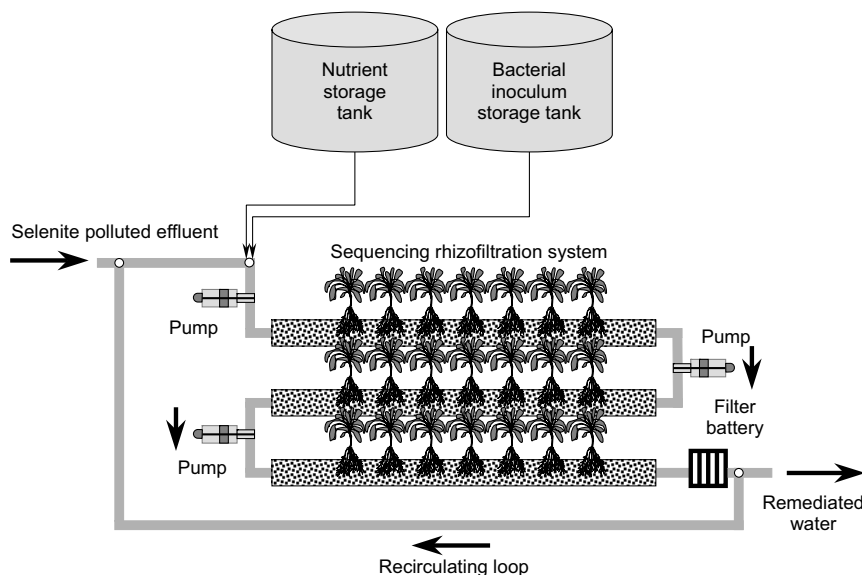 Nutrient
storage
tank
Bacterial
inoculum
storage tank
Selenite polluted effluent
Sequencing rhizofiltration system
Pump
Pump
Filter
battery
Pump
Remediated
water
Recirculating loop